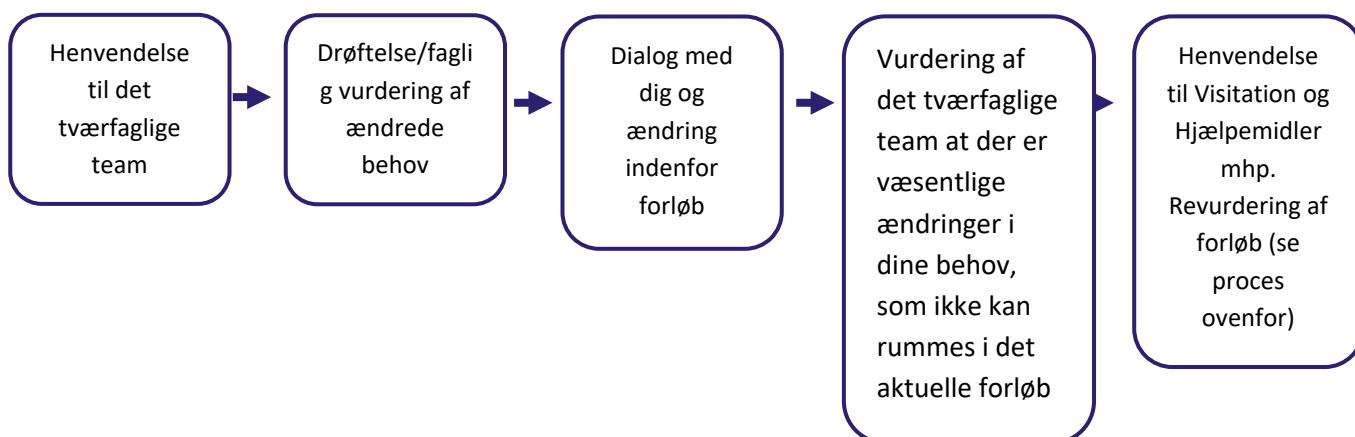 Henvendelse
til det
tværfaglige
team
Drøftelse/fagli
g vurdering af
ændrede
behov
Dialog med
dig og
ændring
indenfor
forløb
Vurdering af
det tværfaglige
team at der er
væsentlige
ændringer i
dine behov,
som ikke kan
rummes i det
aktuelle forløb
Henvendelse
til Visitation og
Hjælpemidler
mhp.
Revurdering af
forløb (se
proces
ovenfor)